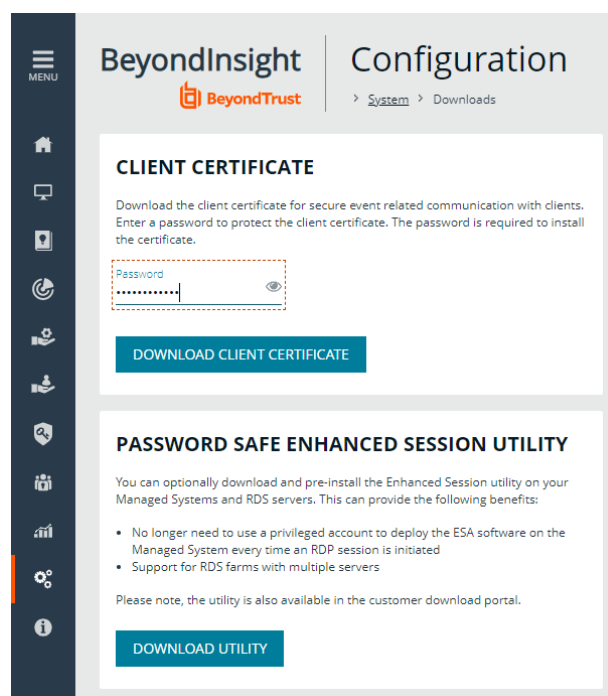 MENU
BeyondInsight
BeyondTrust
Configuration
> System > Downloads
CLIENT CERTIFICATE
Download the client certificate for secure event related communication with clients.
Enter a password to protect the client certificate. The password is required to install
the certificate.
Password
••••••••••••
DOWNLOAD CLIENT CERTIFICATE
PASSWORD SAFE ENHANCED SESSION UTILITY
You can optionally download and pre-install the Enhanced Session utility on your
Managed Systems and RDS servers. This can provide the following benefits:
• No longer need to use a privileged account to deploy the ESA software on the
Managed System every time an RDP session is initiated
• Support for RDS farms with multiple servers
Please note, the utility is also available in the customer download portal.
DOWNLOAD UTILITY